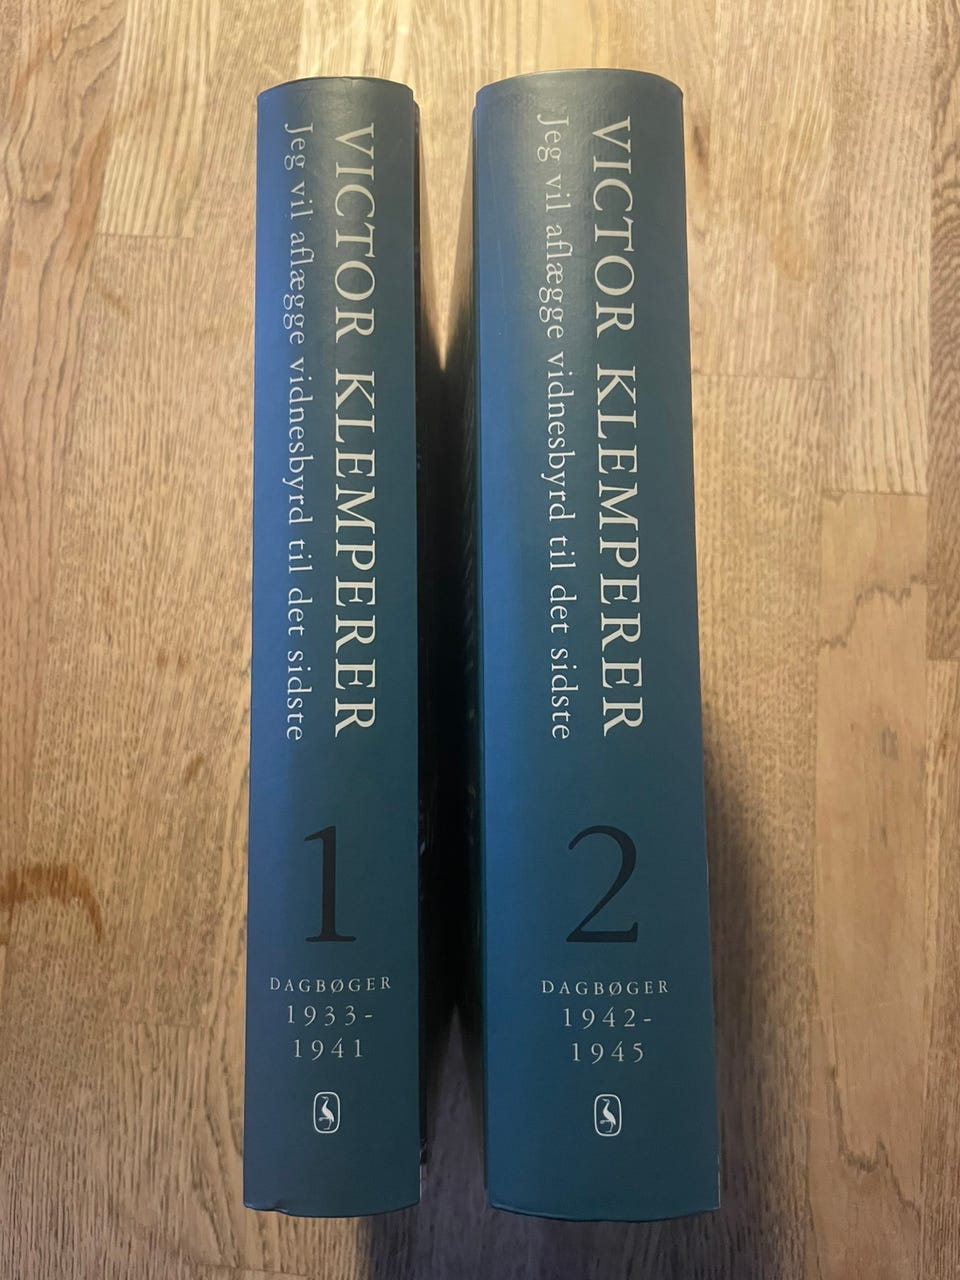 VICTOR KLEMPERER
Jeg vil aflægge vidnesbyrd til det sidste
1
DAGBØGER
1933-
1941
VICTOR KLEMPERER
Jeg vil aflægge vidnesbyrd til det sidste
2
DAGBØGER
1942-
1945